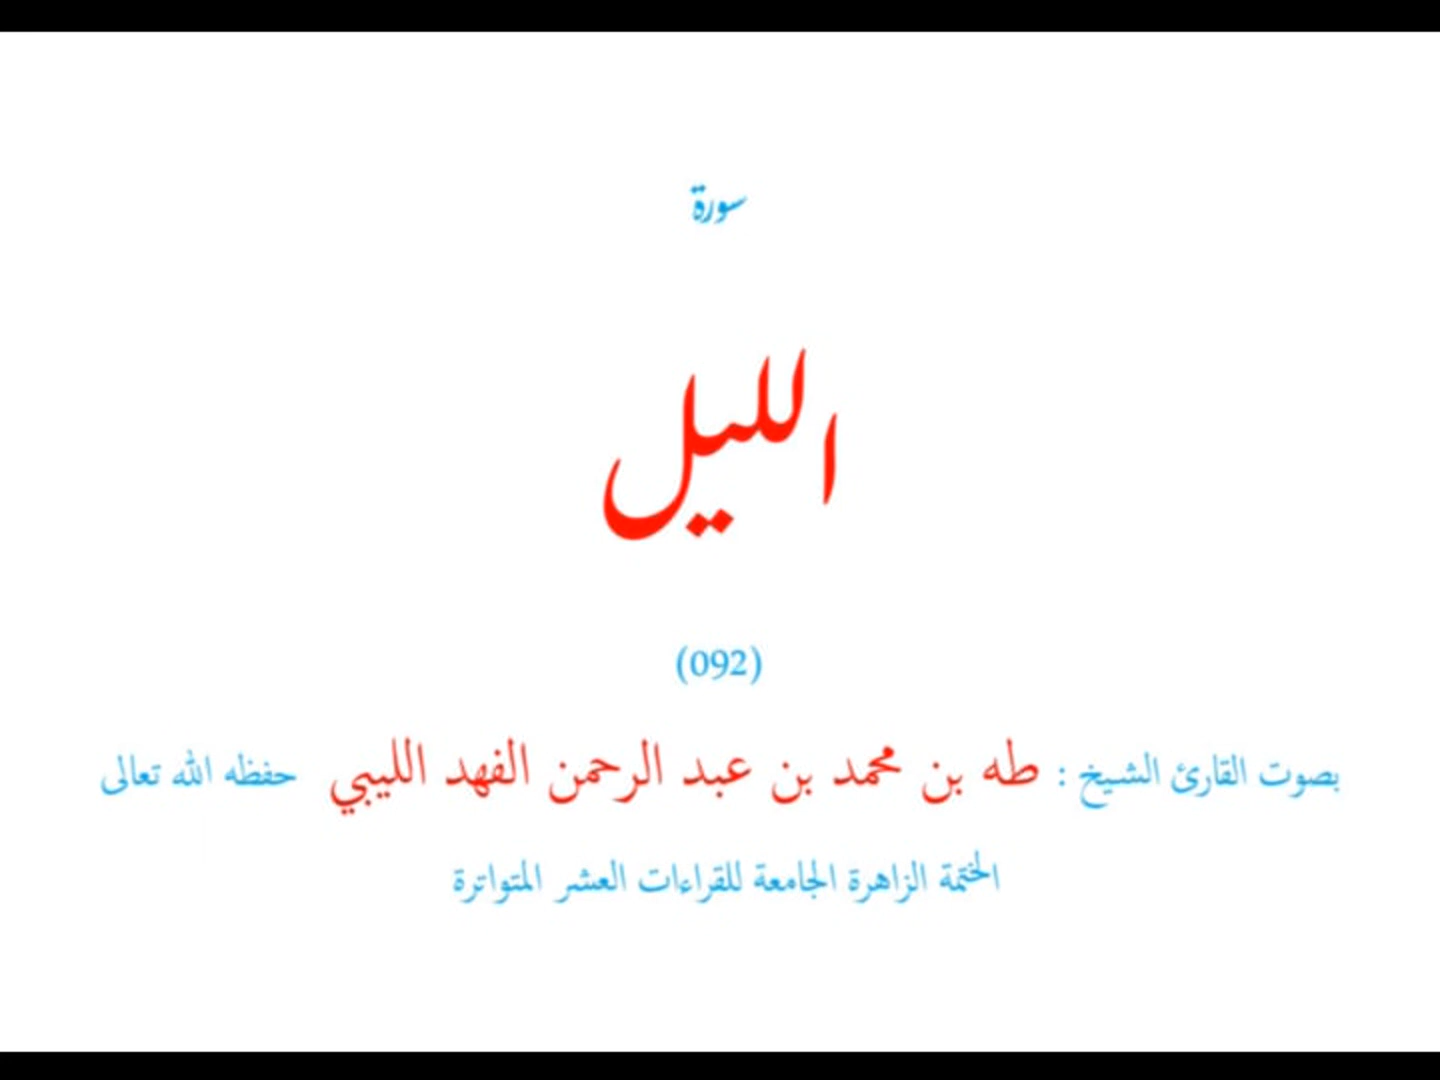 سورة
الليل
(092)
بصوت القارئ الشيخ : طه بن محمد بن عبد الرحمن الفهد الليبي حفظه الله تعالى
الختمة الزاهرة الجامعة للقراءات العشر المتواترة